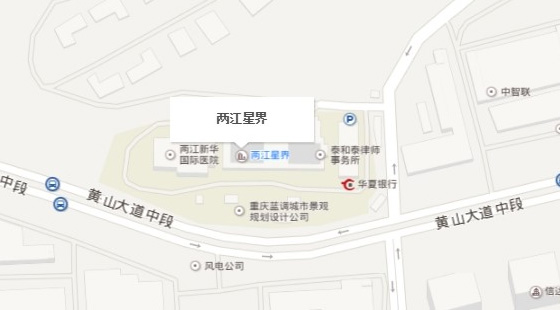 中智联
两江星界
P
两江新华
国际医院
两江星界
泰和泰律师
事务所
华夏银行
中段
黄山大道中段
重庆蓝调城市景观
规划设计公司
黄山大道中段
风电公司
信达